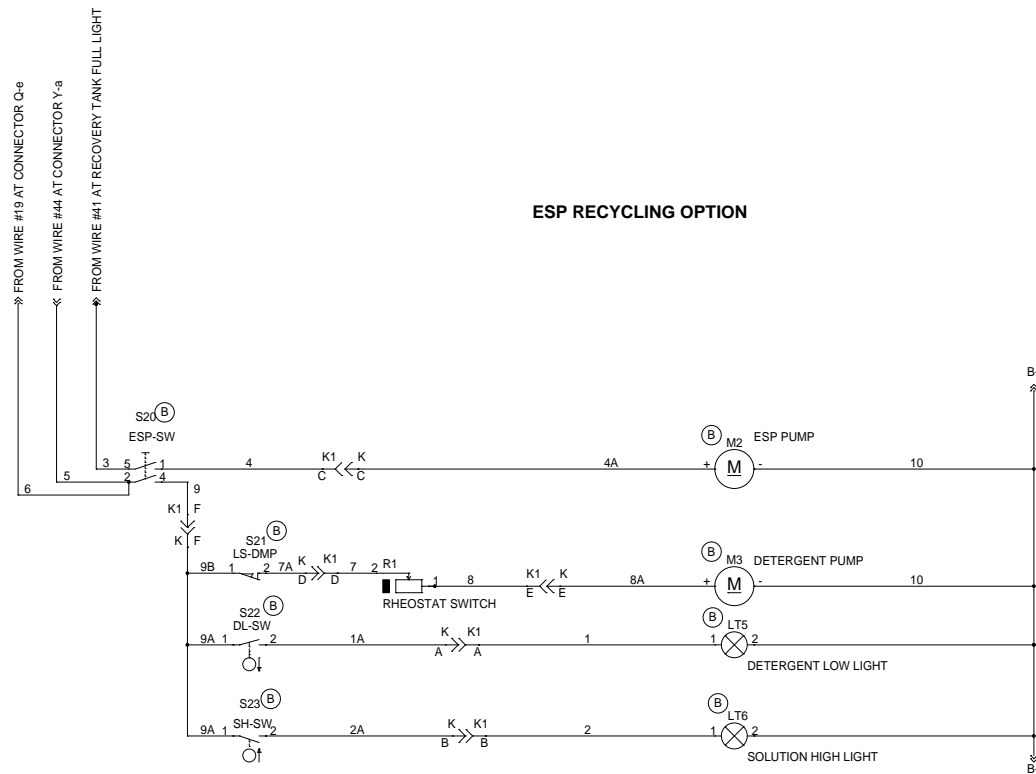 FROM WIRE #19 AT CONNECTOR Q-e
FROM WIRE #44 AT CONNECTOR Y-a
FROM WIRE #41 AT RECOVERY TANK FULL LIGHT
ESP RECYCLING OPTION
B-
S20 B
ESP-SW
3 5 1 4 K1 K 4A B M2 ESP PUMP
C C + M - 10
5 2 4
6 9
K1 F
K F
S21 B
LS-DMP
9B 1 2 7A K K1 7 2 R1
D D
RHEOSTAT SWITCH
1 8 K1 K 8A
E E
B M3 DETERGENT PUMP
+ M - 10
S22 B
DL-SW
9A 1 2 1A K K1 1
A A
B LT5
1 2
DETERGENT LOW LIGHT
S23 B
SH-SW
9A 1 2 2A K K1 2
B B
B LT6
1 2
SOLUTION HIGH LIGHT